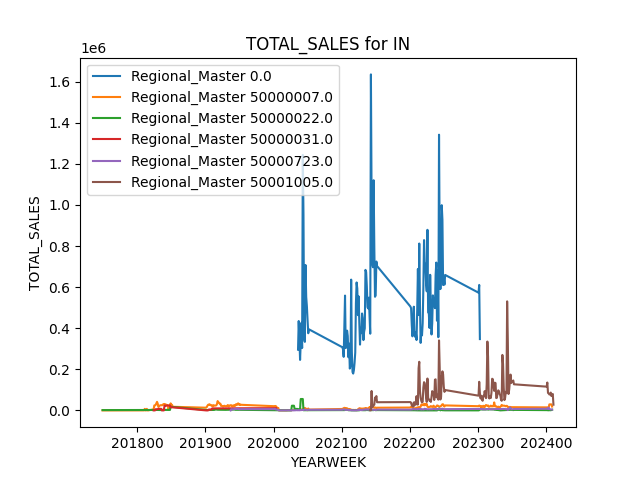 TOTAL_SALES for IN
1e6
Regional_Master 0.0
Regional_Master 50000007.0
Regional_Master 50000022.0
Regional_Master 50000031.0
Regional_Master 50000723.0
Regional_Master 50001005.0
TOTAL_SALES
1.6
1.4
1.2
1.0
0.8
0.6
0.4
0.2
0.0
201800 201900 202000 202100 202200 202300 202400
YEARWEEK